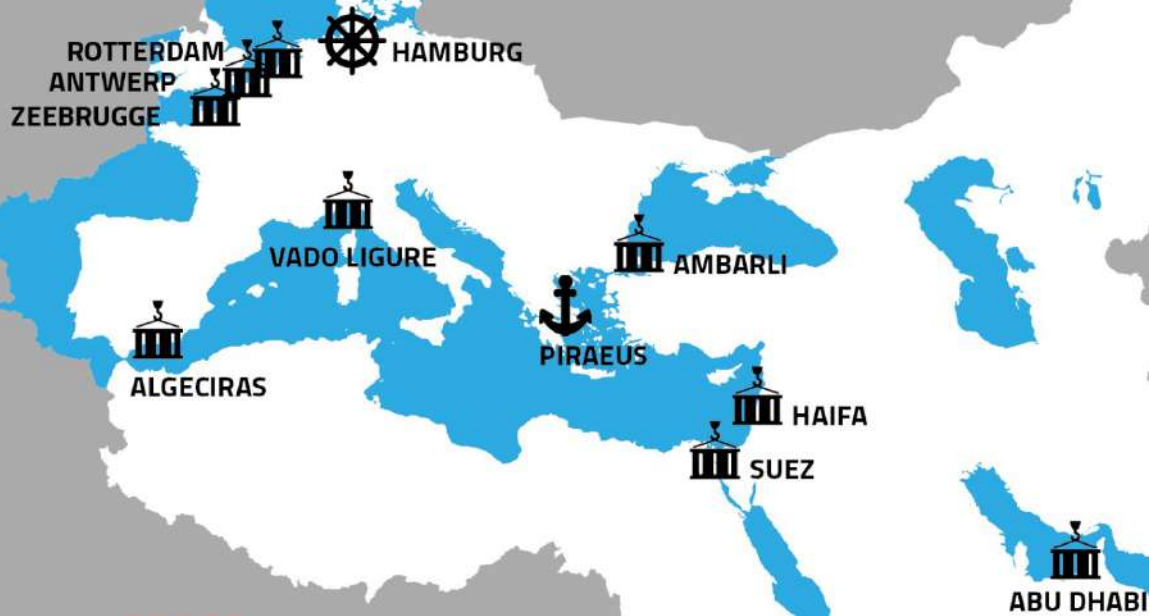 ROTTERDAM
HAMBURG
ANTWERP
ZEEBRUGGE
VADO LIGURE
AMBARLI
PIRAEUS
ALGECIRAS
HAIFA
SUEZ
ABU DHABI